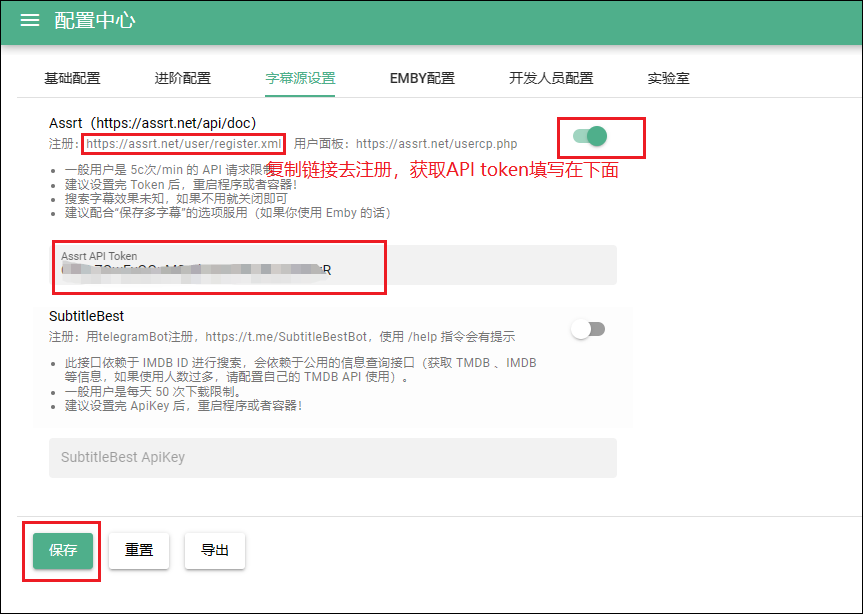 配置中心
基础配置
进阶配置
字幕源设置
EMBY配置
开发人员配置
实验室
Assrt（https://assrt.net/api/doc）
注册：https://assrt.net/user/register.xml 用户面板：https://assrt.net/usercp.php
复制链接去注册，获取API token填写在下面
一般用户是 5c次/min 的 API 请求限制
建议设置完 Token 后，重启程序或者容器！
搜索字幕效果未知，如果不用就关闭即可
建议配合“保存多字幕”的选项服用（如果你使用 Emby 的话）
Assrt API Token
SubtitleBest
注册：用telegramBot注册，https://t.me/SubtitleBestBot，使用 /help 指令会有提示
此接口依赖于 IMDB ID 进行搜索，会依赖于公用的信息查询接口（获取 TMDB 、IMDB
等信息，如果使用人数过多，请配置自己的 TMDB API 使用）。
一般用户是每天 50 次下载限制。
建议设置完 ApiKey 后，重启程序或者容器！
SubtitleBest ApiKey
保存
重置
导出